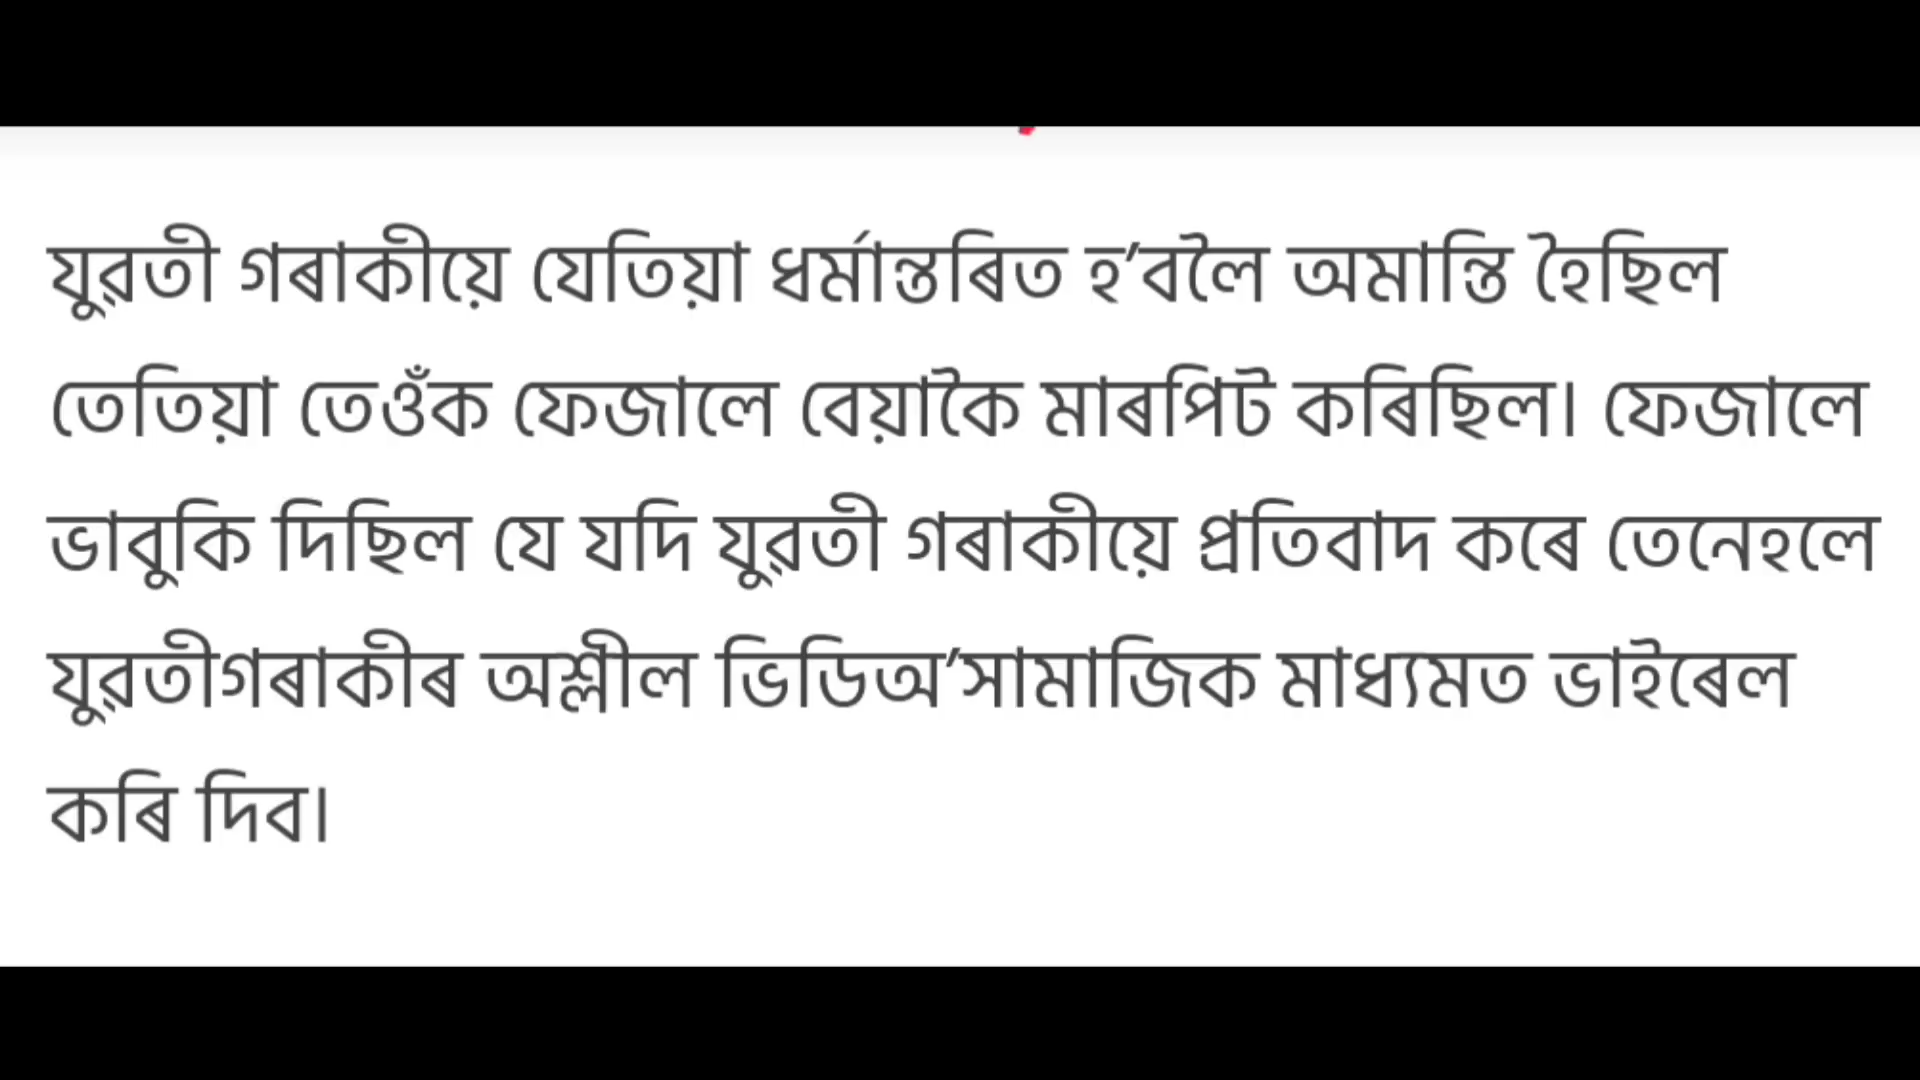 যুৱতী গৰাকীয়ে যেতিয়া ধৰ্মান্তৰিত হ’বলৈ অমান্তি হৈছিল
তেতিয়া তেওঁক ফেজালে বেয়াকৈ মাৰপিট কৰিছিল। ফেজালে
ভাবুকি দিছিল যে যদি যুৱতী গৰাকীয়ে প্ৰতিবাদ কৰে তেনেহলে
যুৱতীগৰাকীৰ অশ্লীল ভিডিঅ’সামাজিক মাধ্যমত ভাইৰেল
কৰি দিব।